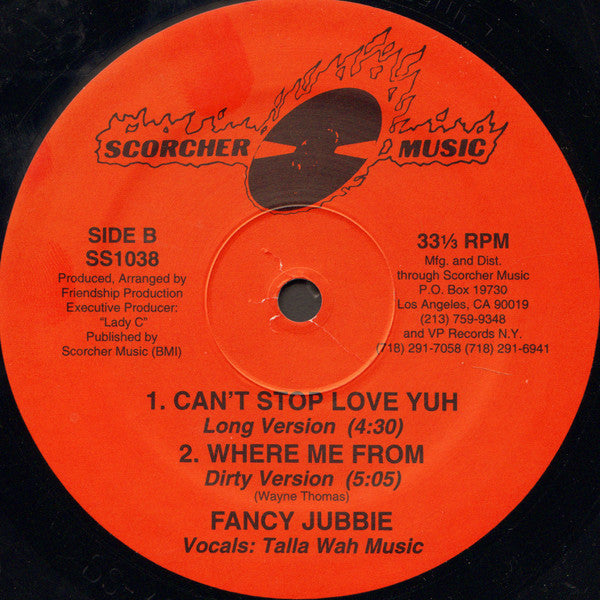 SCORCHER MUSIC
SIDE B
SS1038
Produced, Arranged by
Friendship Production
Executive Producer:
"Lady C"
Published by
Scorcher Music (BMI)
33⅓ RPM
Mfg. and Dist.
through Scorcher Music
P.O. Box 19730
Los Angeles, CA 90019
(213) 759-9348
and VP Records N.Y.
(718) 291-7058 (718) 291-6941
1. CAN'T STOP LOVE YUH
Long Version (4:30)
2. WHERE ME FROM
Dirty Version (5:05)
(Wayne Thomas)
FANCY JUBBIE
Vocals: Talla Wah Music